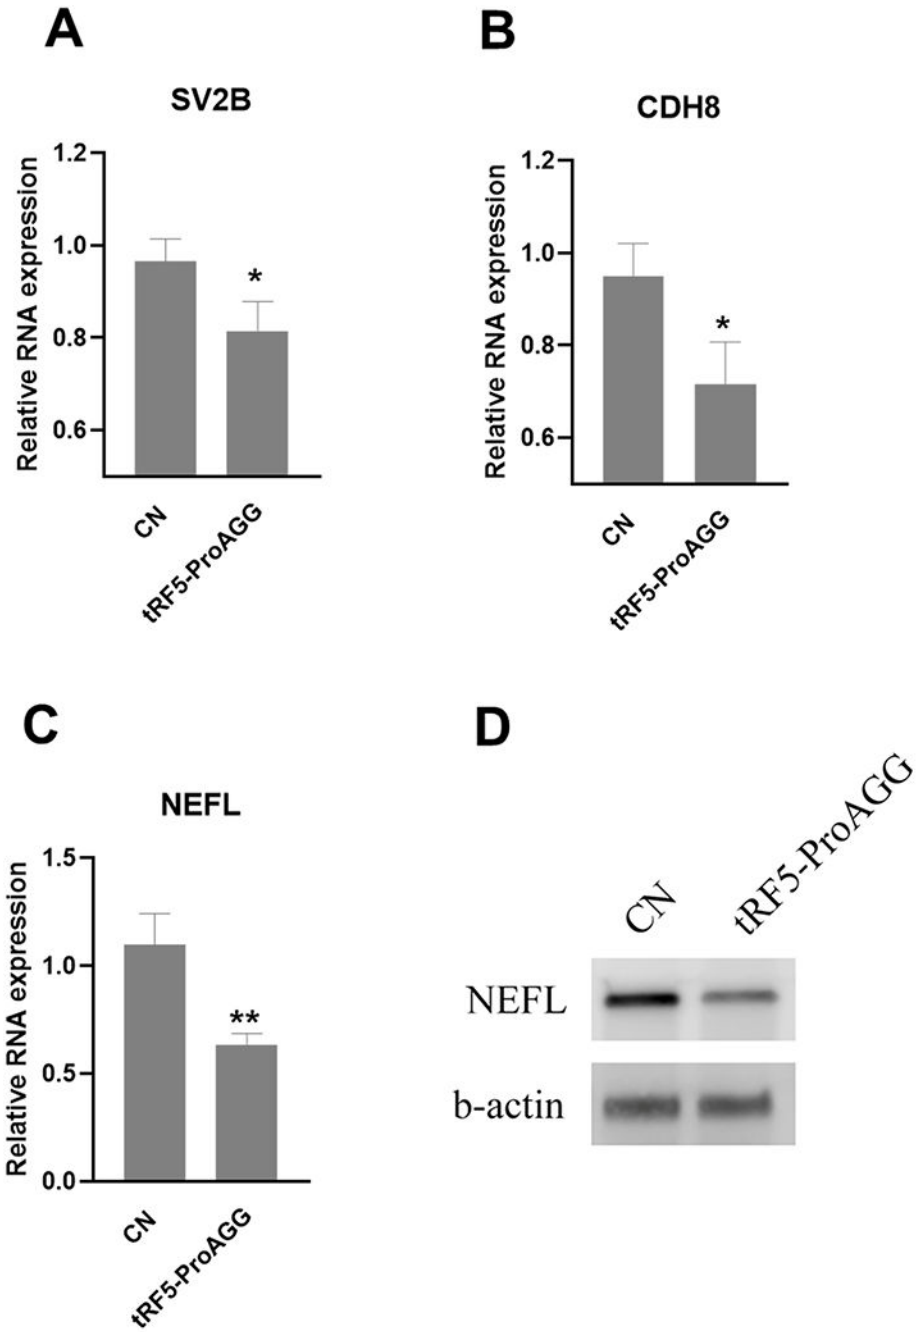 A
SV2B
Relative RNA expression
1.2
1.0
0.8
0.6
*
CN
tRF5-ProAGG
B
CDH8
Relative RNA expression
1.2
1.0
0.8
0.6
*
CN
tRF5-ProAGG
C
NEFL
Relative RNA expression
1.5
1.0
0.5
0.0
**
CN
tRF5-ProAGG
D
CN
tRF5-ProAGG
NEFL
b-actin